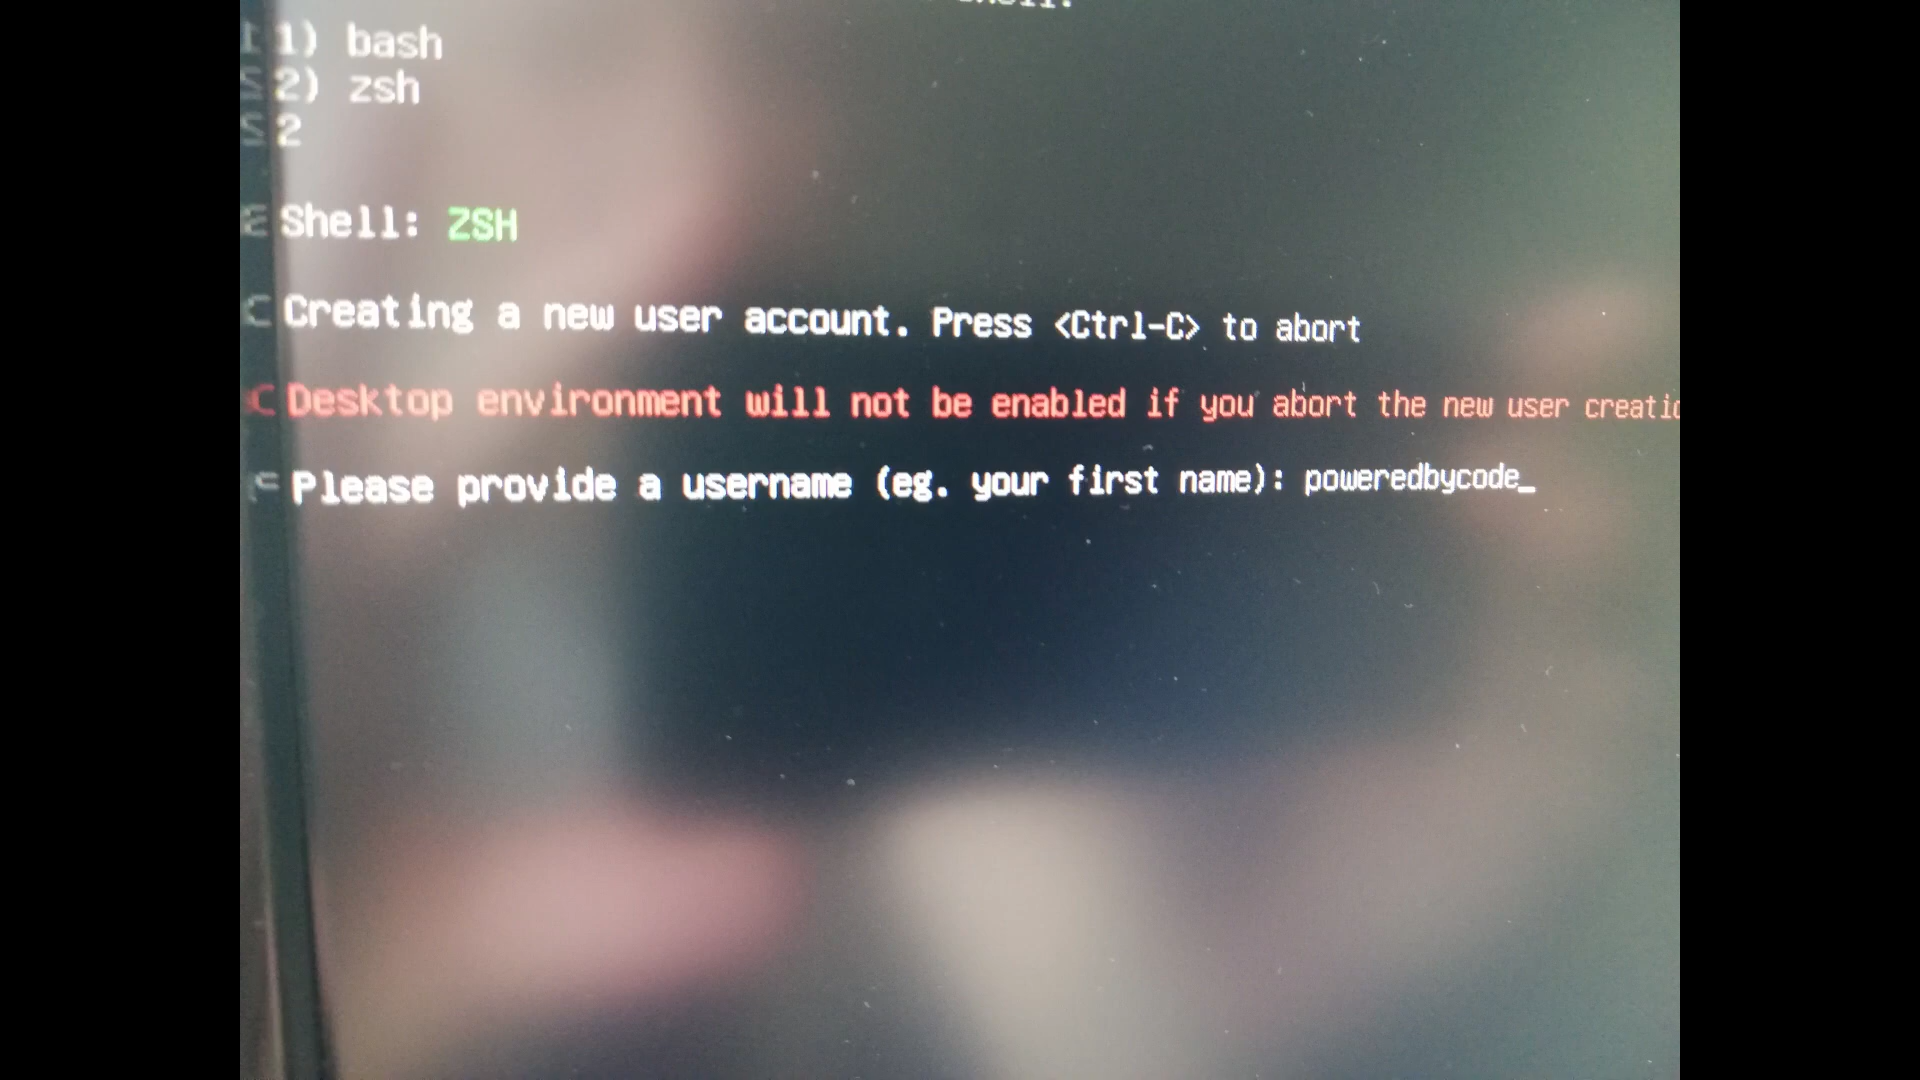 1) bash
2) zsh
2
Shell: ZSH
Creating a new user account. Press <Ctrl-C> to abort
Desktop environment will not be enabled if you abort the new user
Please provide a username (eg. your first name): poweredbycode_